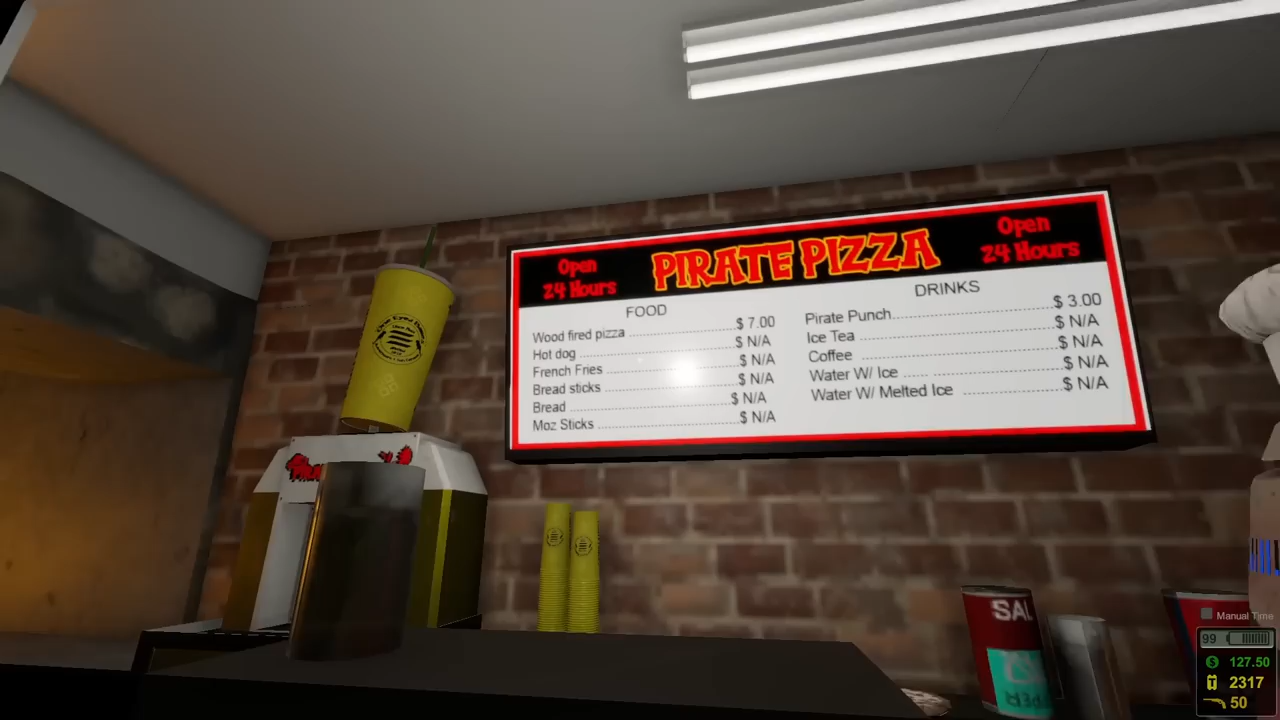 Open
24 Hours
PIRATE PIZZA
Open
24 Hours
FOOD
Wood fired pizza $ 7.00
Hot dog $ N/A
French Fries $ N/A
Bread sticks $ N/A
Bread $ N/A
Moz Sticks $ N/A
DRINKS
Pirate Punch $ 3.00
Ice Tea $ N/A
Coffee $ N/A
Water W/ Ice $ N/A
Water W/ Melted Ice $ N/A
SAL
Manual Time
99
$ 127.50
2317
50